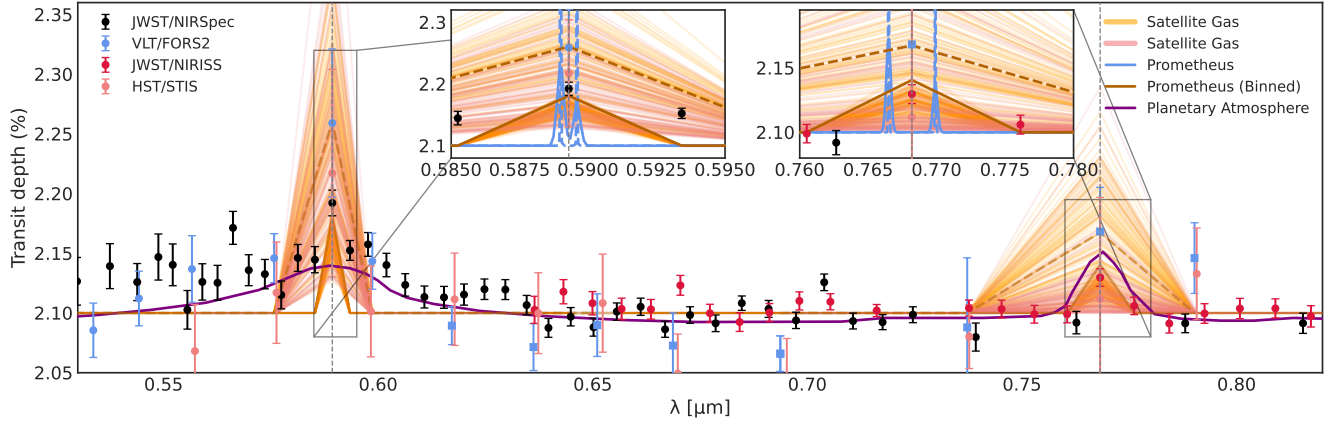 2.35
2.30
2.25
2.20
2.15
2.10
2.05
Transit depth (%)
JWST/NIRSpec
VLT/FORS2
JWST/NIRISS
HST/STIS
2.3
2.2
2.1
0.585 0.5875 0.590 0.5925 0.595
2.15
2.10
0.760 0.765 0.770 0.775 0.780
Satellite Gas
Satellite Gas
Prometheus
Prometheus (Binned)
Planetary Atmosphere
0.55 0.60 0.65 0.70 0.75 0.80
λ [μm]